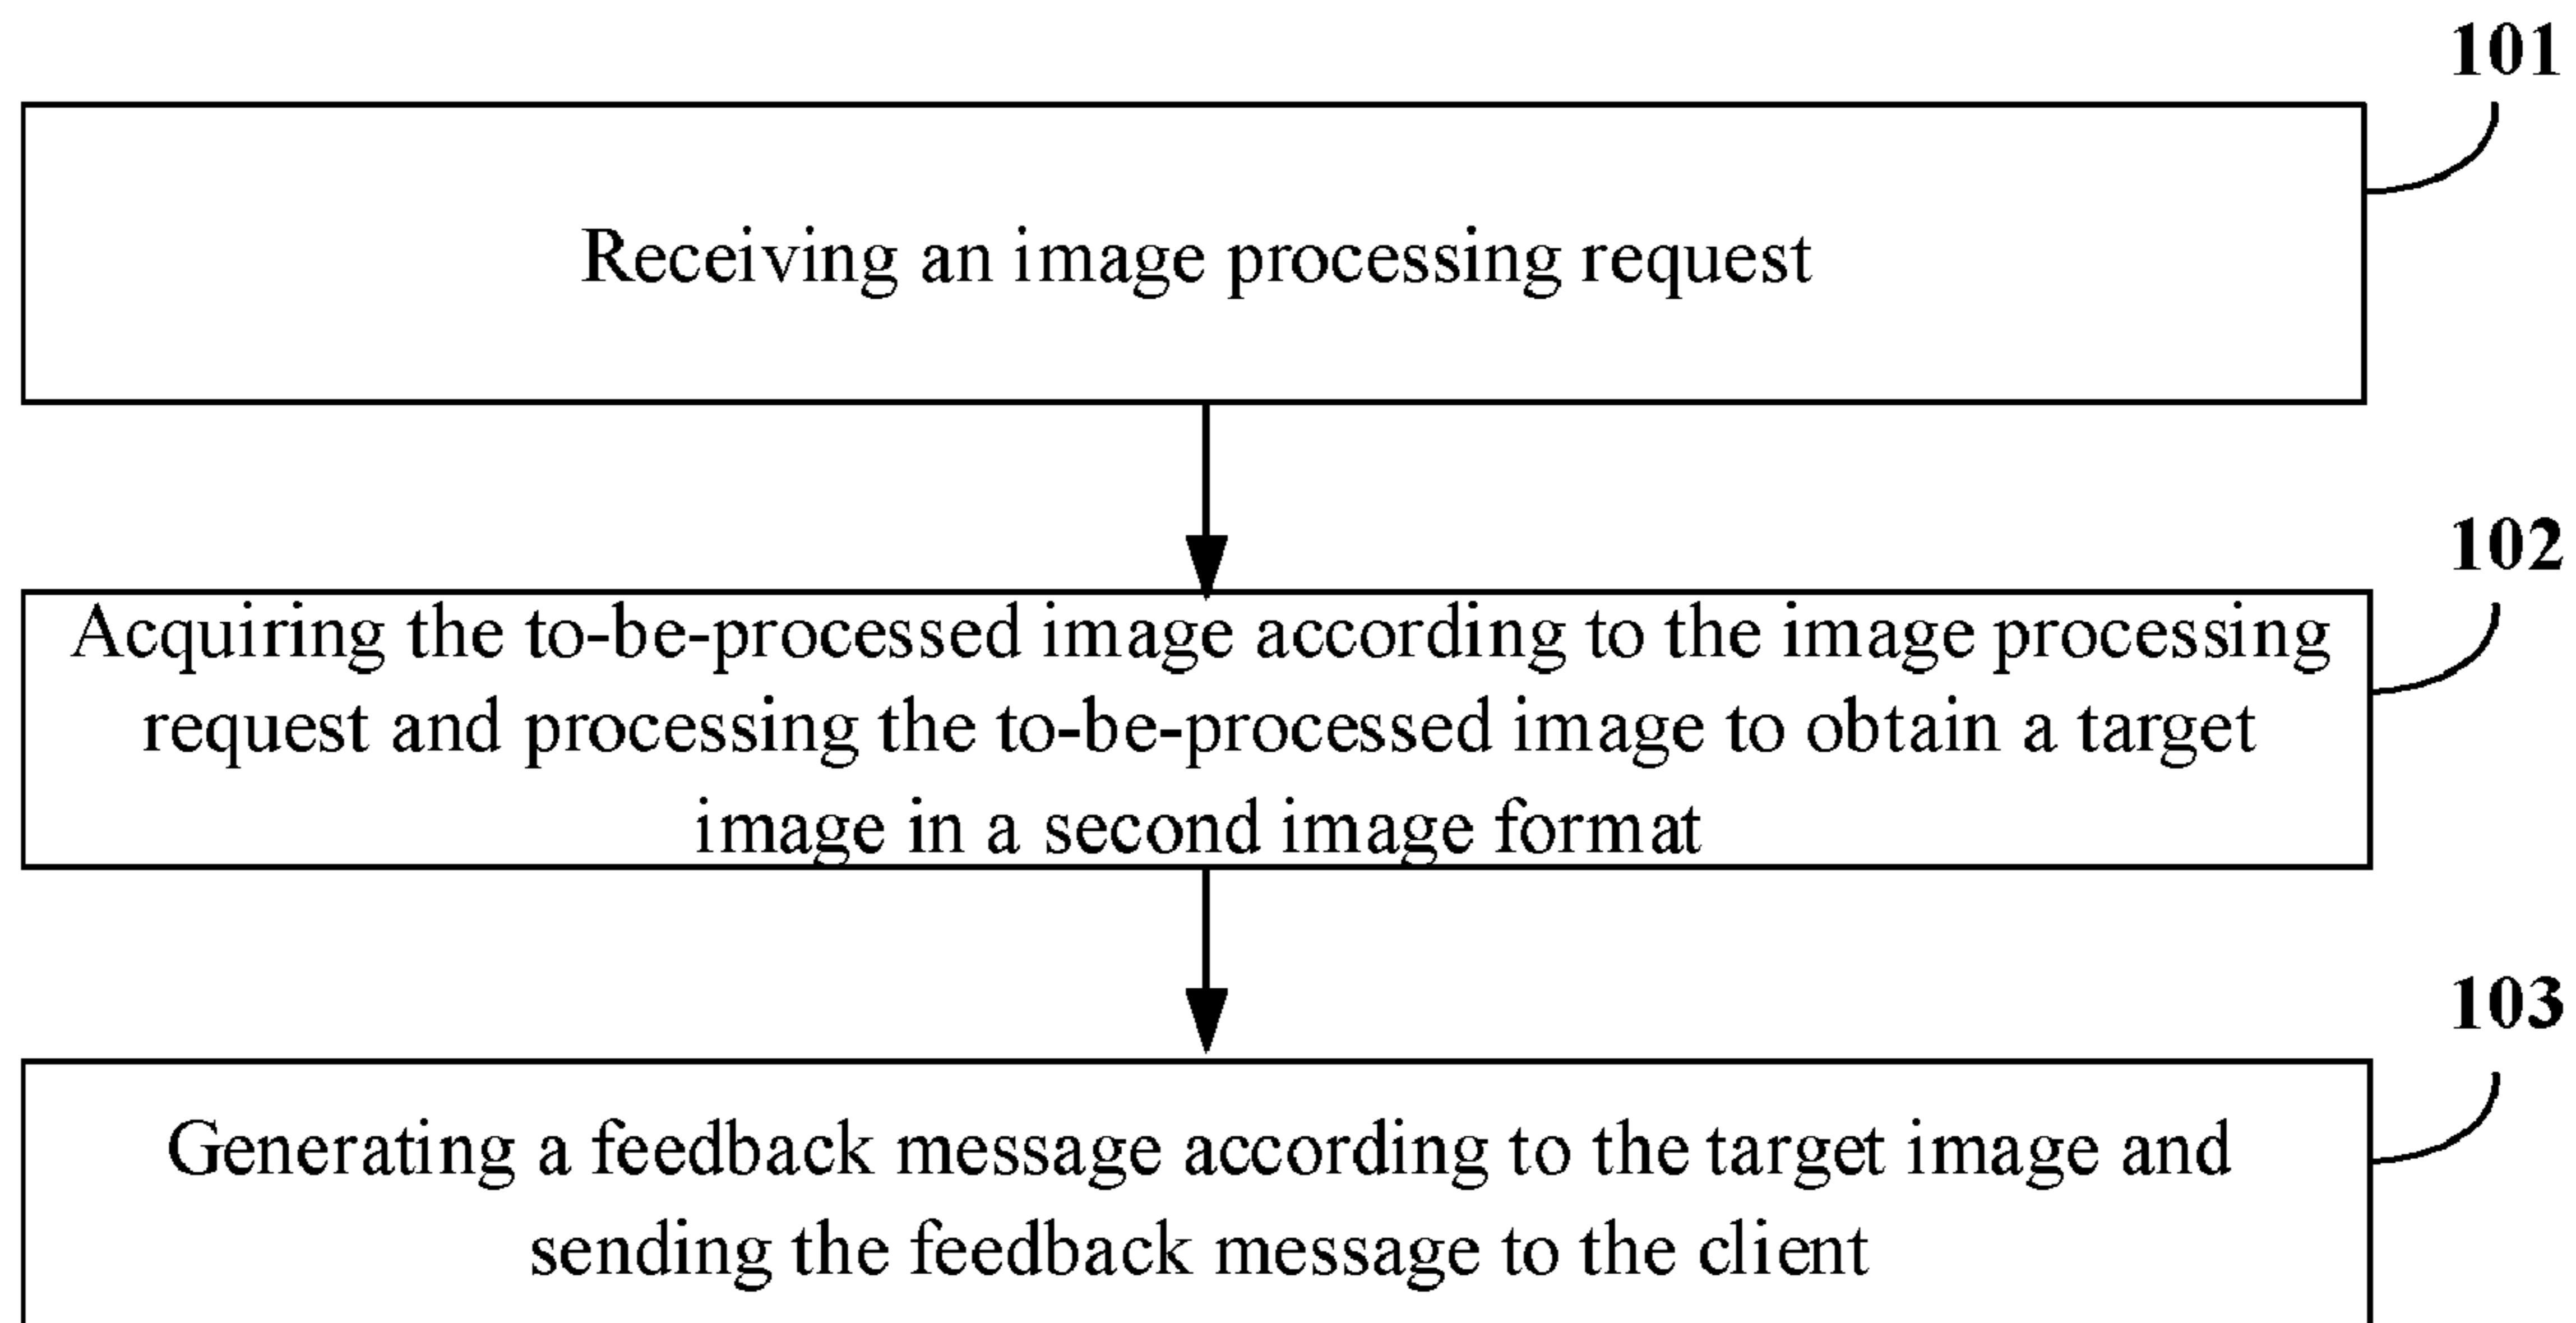 101
Receiving an image processing request
102
Acquiring the to-be-processed image according to the image processing
request and processing the to-be-processed image to obtain a target
image in a second image format
103
Generating a feedback message according to the target image and
sending the feedback message to the client